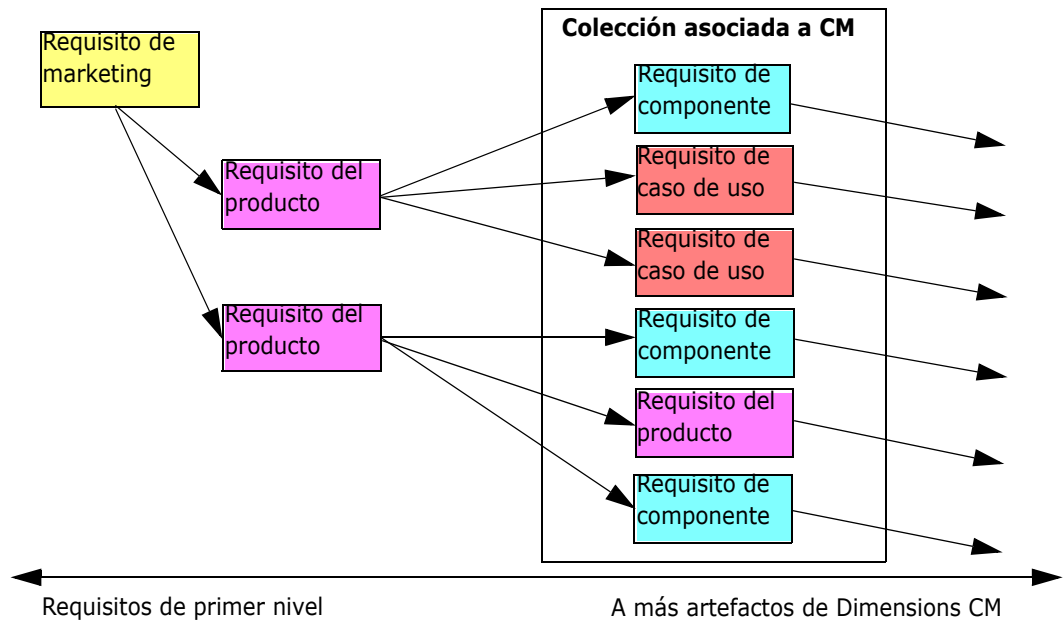 Colección asociada a CM
Requisito de
marketing
Requisito de
componente
Requisito del
producto
Requisito de
caso de uso
Requisito de
caso de uso
Requisito del
producto
Requisito de
componente
Requisito del
producto
Requisito de
componente
Requisitos de primer nivel
A más artefactos de Dimensions CM